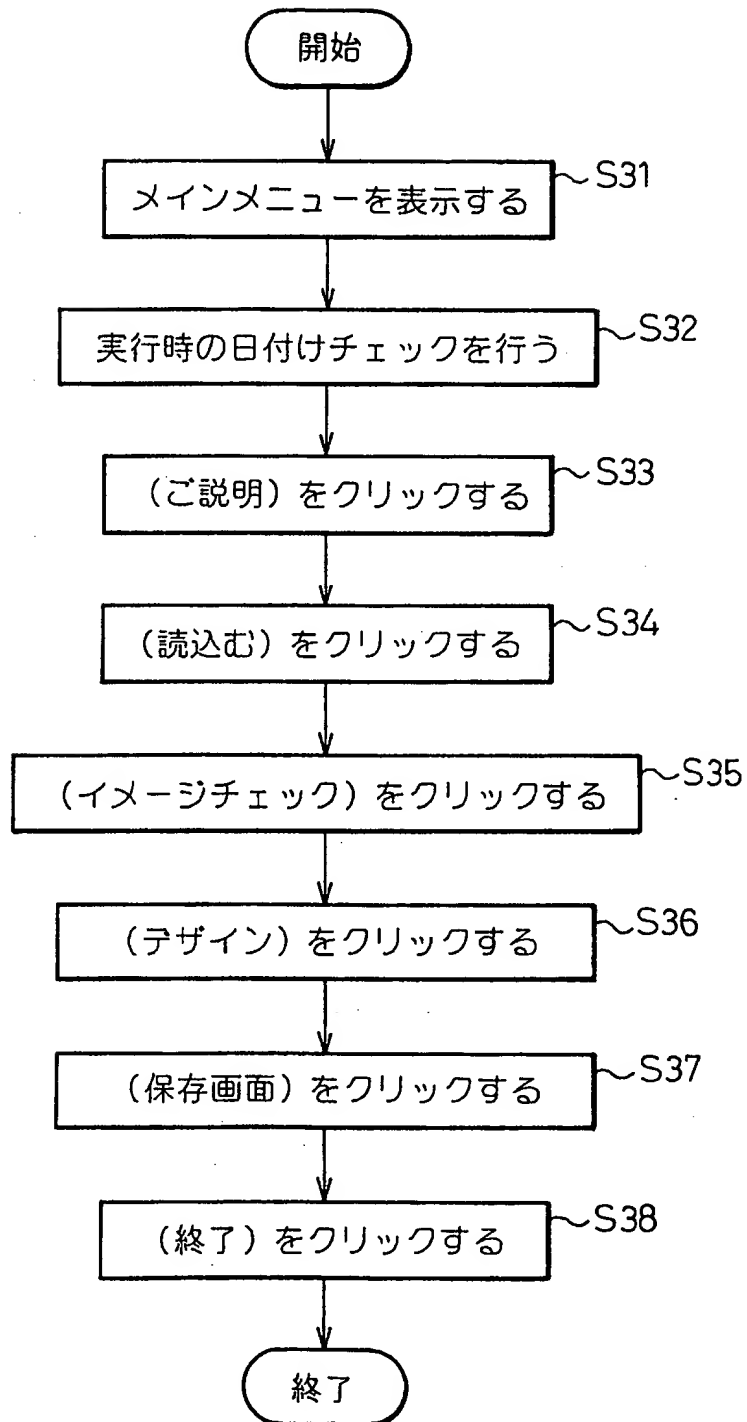 開始
メインメニューを表示する
S31
実行時の日付けチェックを行う
S32
(ご説明)をクリックする
S33
(読込む)をクリックする
S34
(イメージチェック)をクリックする
S35
(デザイン)をクリックする
S36
(保存画面)をクリックする
S37
(終了)をクリックする
S38
終了